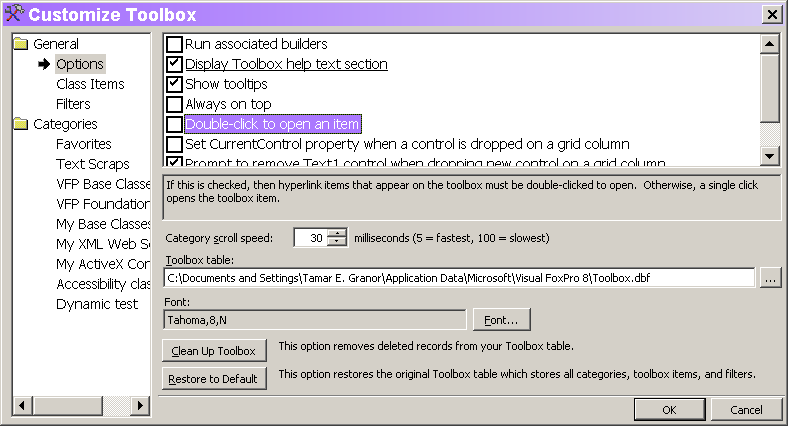 Customize Toolbox
General
Options
Class Items
Filters
Categories
Favorites
Text Scraps
VFP Base Classe
VFP Foundation
My Base Classes
My XML Web Se
My ActiveX Con
Accessibility clas
Dynamic test
Run associated builders
Display Toolbox help text section
Show tooltips
Always on top
Double-click to open an item
Set CurrentControl property when a control is dropped on a grid column
Prompt to remove Text1 control when dropping new control on a grid column
If this is checked, then hyperlink items that appear on the toolbox must be double-clicked to open. Otherwise, a single click
opens the toolbox item.
Category scroll speed: 30 milliseconds (5 = fastest, 100 = slowest)
Toolbox table:
C:\Documents and Settings\Tamar E. Granor\Application Data\Microsoft\Visual FoxPro 8\Toolbox.dbf ...
Font:
Tahoma,8,N Font...
Clean Up Toolbox This option removes deleted records from your Toolbox table.
Restore to Default This option restores the original Toolbox table which stores all categories, toolbox items, and filters.
OK Cancel